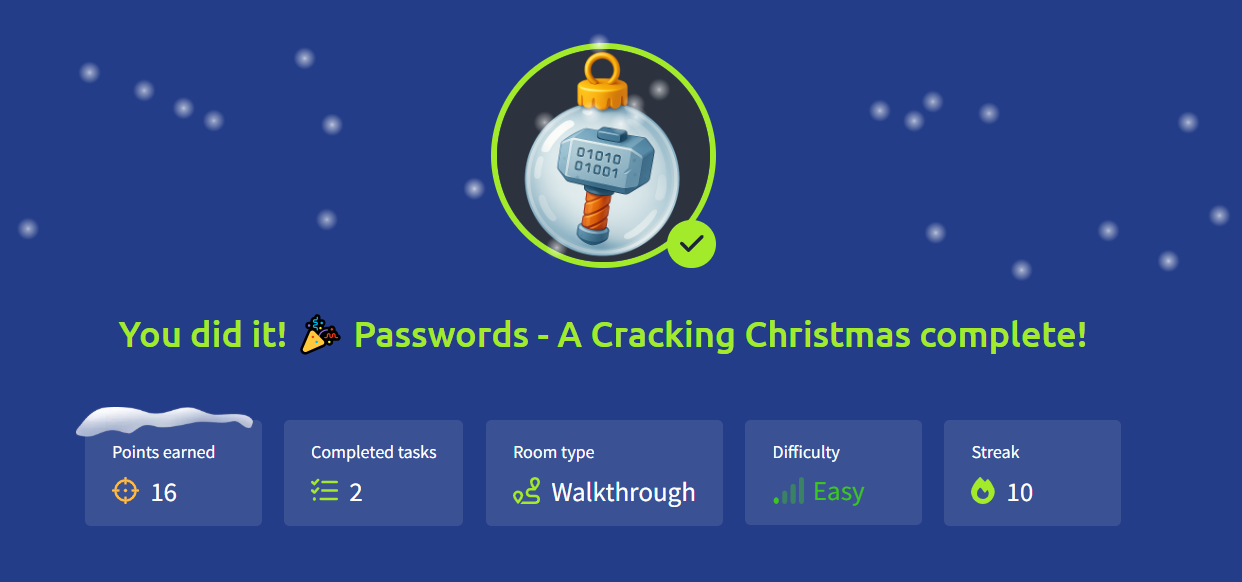 01010
01001
You did it! 🎉 Passwords - A Cracking Christmas complete!
Points earned
16
Completed tasks
2
Room type
Walkthrough
Difficulty
Easy
Streak
10